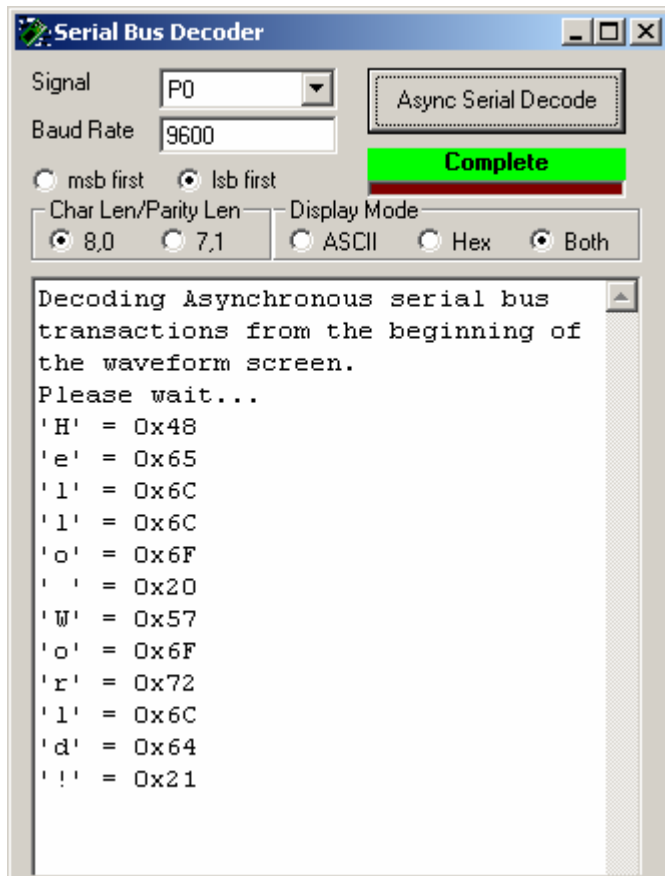 Serial Bus Decoder
Signal P0 Async Serial Decode
Baud Rate 9600
Complete
msb first lsb first
Char Len/Parity Len Display Mode
8,0 7,1 ASCII Hex Both
Decoding Asynchronous serial bus
transactions from the beginning of
the waveform screen.
Please wait...
'H' = 0x48
'e' = 0x65
'l' = 0x6C
'l' = 0x6C
'o' = 0x6F
' ' = 0x20
'W' = 0x57
'o' = 0x6F
'r' = 0x72
'l' = 0x6C
'd' = 0x64
'!' = 0x21